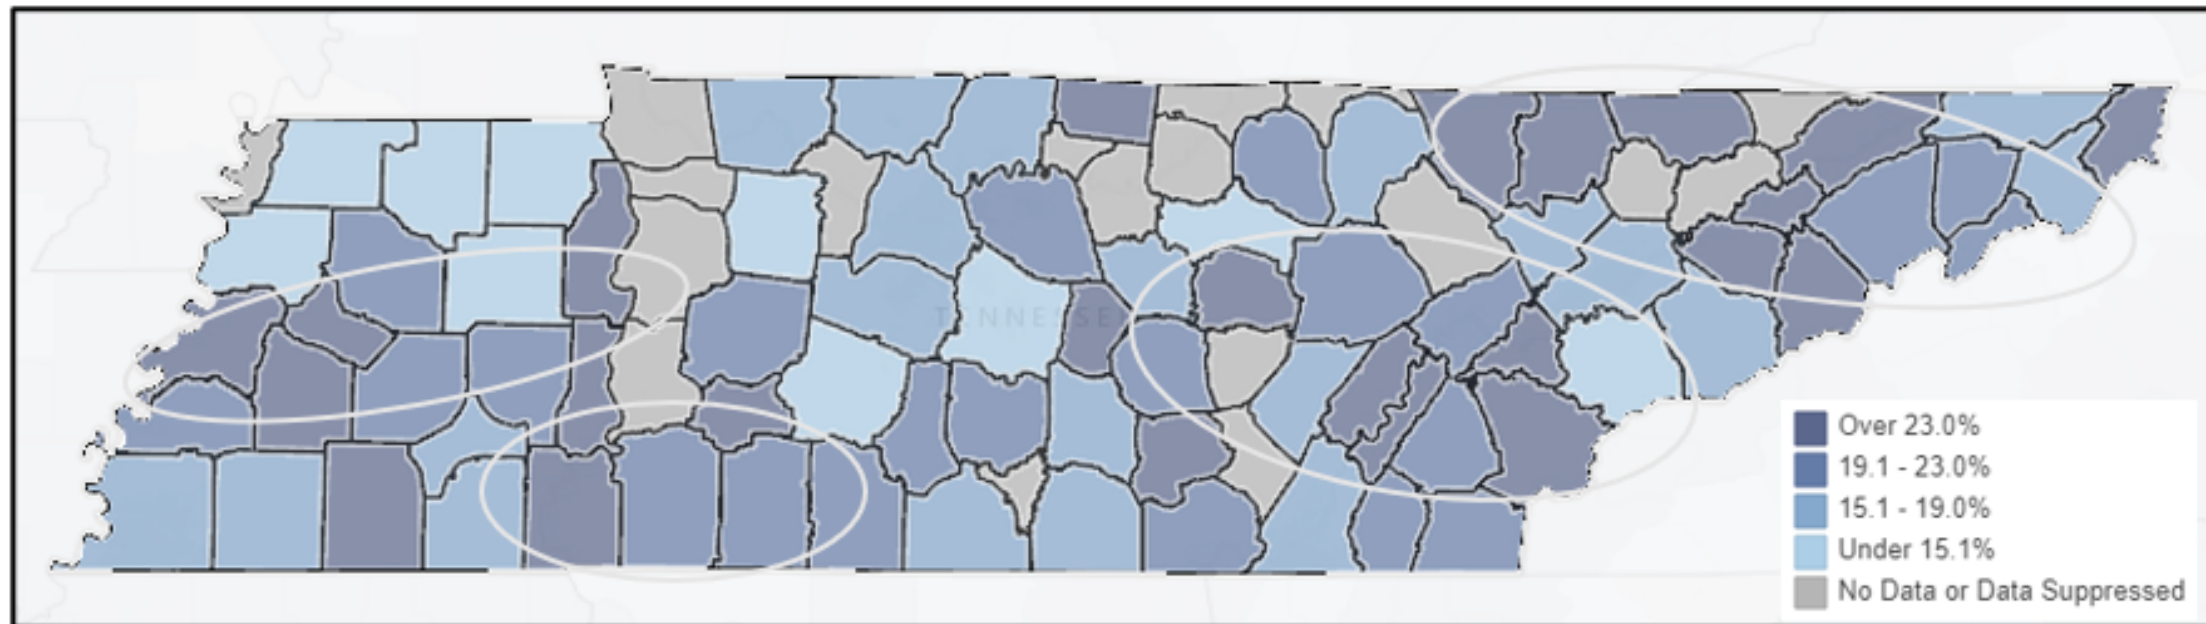 TENNESSEE
Over 23.0%
19.1 - 23.0%
15.1 - 19.0%
Under 15.1%
No Data or Data Suppressed